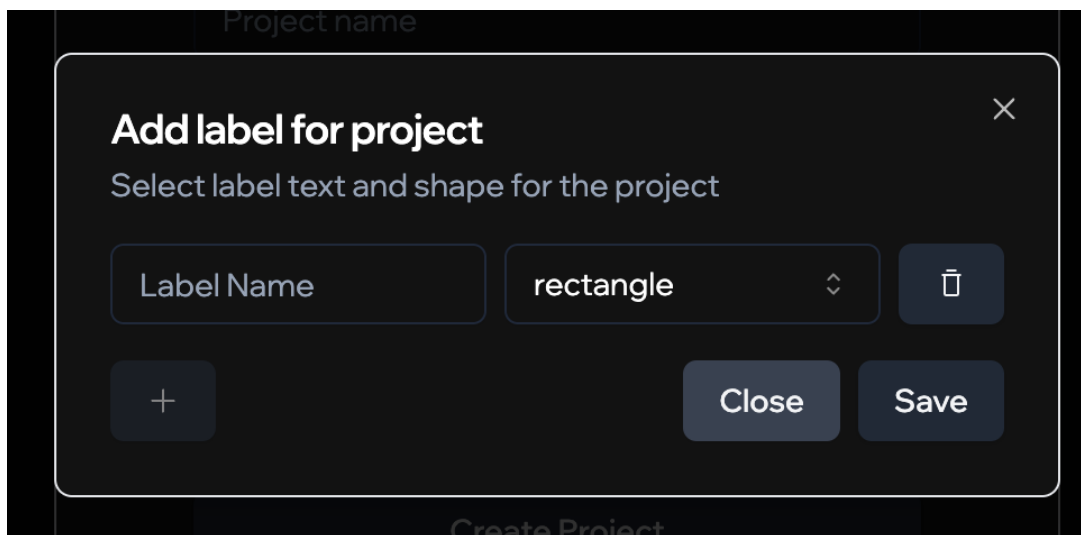 Project name
Add label for project
Select label text and shape for the project
Label Name
rectangle
Close
Save
Create Project